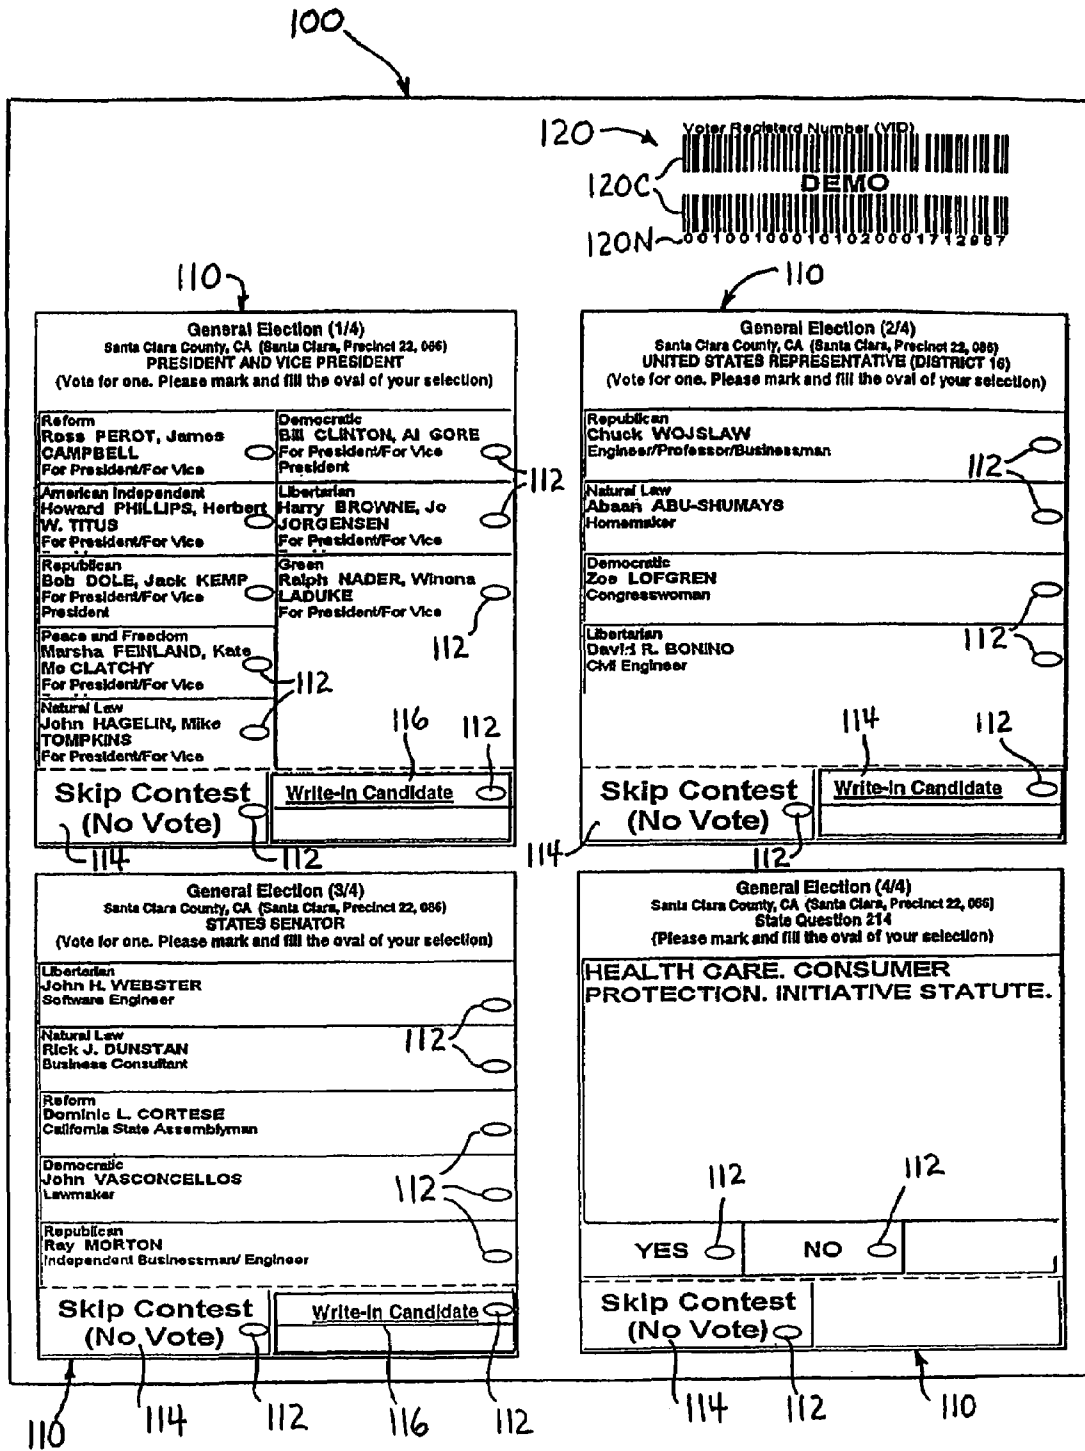 100
120
Voter Registerd Number (VID)
120C
DEMO
120N
001001000101020001712987
110
110
General Election (1/4)
Santa Clara County, CA (Santa Clara, Precinct 22, 066)
PRESIDENT AND VICE PRESIDENT
(Vote for one. Please mark and fill the oval of your selection)
Reform
Ross PEROT, James
CAMPBELL
For President/For Vice
American Independent
Howard PHILLIPS, Herbert
W. TITUS
For President/For Vice
Republican
Bob DOLE, Jack KEMP
For President/For Vice
President
Peace and Freedom
Marsha FEINLAND, Kate
Mc CLATCHY
For President/For Vice
112
Natural Law
John HAGELIN, Mike
TOMPKINS
For President/For Vice
Democratic
Bill CLINTON, Al GORE
For President/For Vice
President
112
Libertarian
Harry BROWNE, Jo
JORGENSEN
For President/For Vice
Green
Ralph NADER, Winona
LADUKE
For President/For Vice
112
116
112
Skip Contest
(No Vote)
Write-In Candidate
114
112
General Election (2/4)
Santa Clara County, CA (Santa Clara, Precinct 22, 086)
UNITED STATES REPRESENTATIVE (DISTRICT 16)
(Vote for one. Please mark and fill the oval of your selection)
Republican
Chuck WOJSLAW
Engineer/Professor/Businessman
112
Natural Law
Abaan ABU-SHUMAYS
Homemaker
Democratic
Zoe LOFGREN
Congresswoman
112
Libertarian
David R. BONINO
Civil Engineer
114
112
Skip Contest
(No Vote)
Write-In Candidate
114
112
General Election (3/4)
Santa Clara County, CA (Santa Clara, Precinct 22, 086)
STATES SENATOR
(Vote for one. Please mark and fill the oval of your selection)
Libertarian
John H. WEBSTER
Software Engineer
Natural Law
Rick J. DUNSTAN
Business Consultant
112
Reform
Dominic L. CORTESE
California State Assemblyman
Democratic
John VASCONCELLOS
Lawmaker
112
Republican
Ray MORTON
Independent Businessman/ Engineer
Skip Contest
(No Vote)
Write-In Candidate
110
114
112
116
112
General Election (4/4)
Santa Clara County, CA (Santa Clara, Precinct 22, 066)
State Question 214
(Please mark and fill the oval of your selection)
HEALTH CARE. CONSUMER
PROTECTION. INITIATIVE STATUTE.
112
112
YES
NO
Skip Contest
(No Vote)
114
112
110